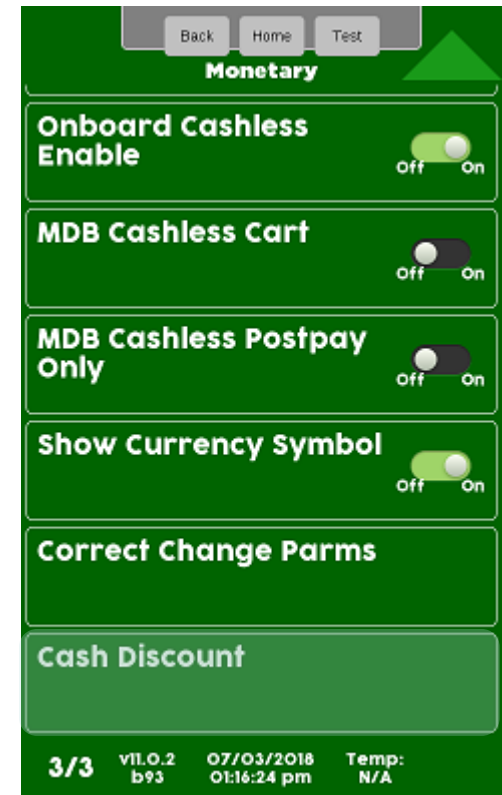 Back Home Test
Monetary
Onboard Cashless
Enable
Off On
MDB Cashless Cart
Off On
MDB Cashless Postpay
Only
Off On
Show Currency Symbol
Off On
Correct Change Parms
Cash Discount
3/3 v11.0.2 07/03/2018 Temp:
b93 01:16:24 pm N/A